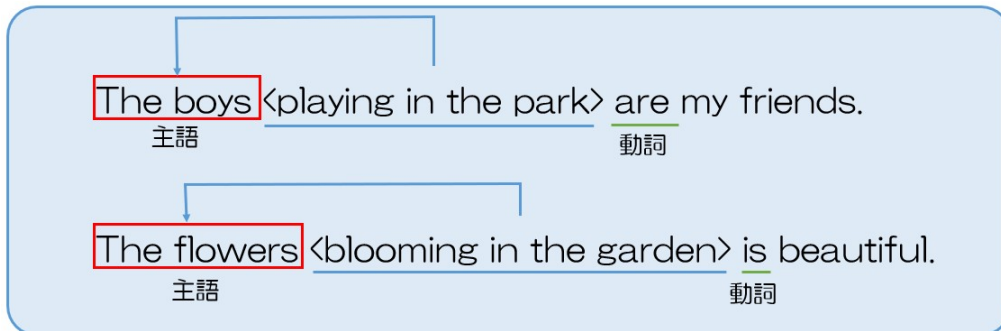 The boys <playing in the park> are my friends.
主語 動詞
The flowers <blooming in the garden> is beautiful.
主語 動詞